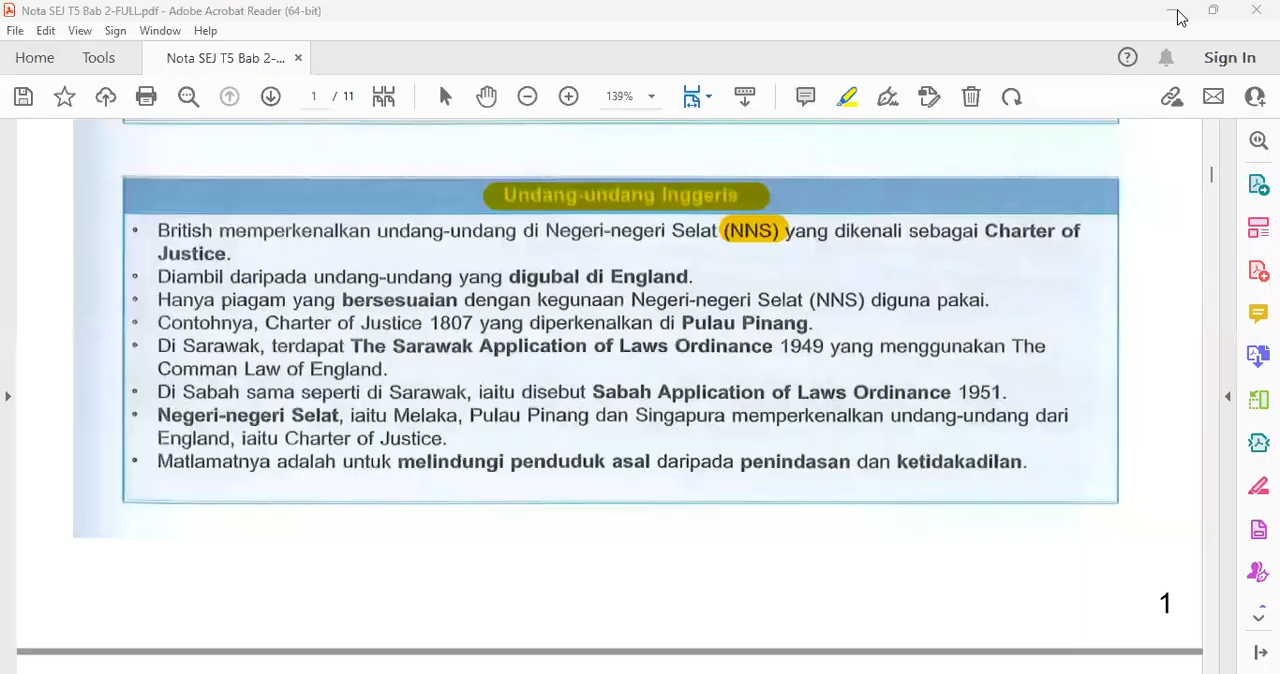 Nota SEJ T5 Bab 2-FULL.pdf - Adobe Acrobat Reader (64-bit)
File Edit View Sign Window Help
Home Tools Nota SEJ T5 Bab 2-... × Sign In
1 / 11 139%
Undang-undang Inggeris
• British memperkenalkan undang-undang di Negeri-negeri Selat (NNS) yang dikenali sebagai Charter of
Justice.
• Diambil daripada undang-undang yang digubal di England.
• Hanya piagam yang bersesuaian dengan kegunaan Negeri-negeri Selat (NNS) diguna pakai.
• Contohnya, Charter of Justice 1807 yang diperkenalkan di Pulau Pinang.
• Di Sarawak, terdapat The Sarawak Application of Laws Ordinance 1949 yang menggunakan The
Comman Law of England.
• Di Sabah sama seperti di Sarawak, iaitu disebut Sabah Application of Laws Ordinance 1951.
• Negeri-negeri Selat, iaitu Melaka, Pulau Pinang dan Singapura memperkenalkan undang-undang dari
England, iaitu Charter of Justice.
• Matlamatnya adalah untuk melindungi penduduk asal daripada penindasan dan ketidakadilan.
1